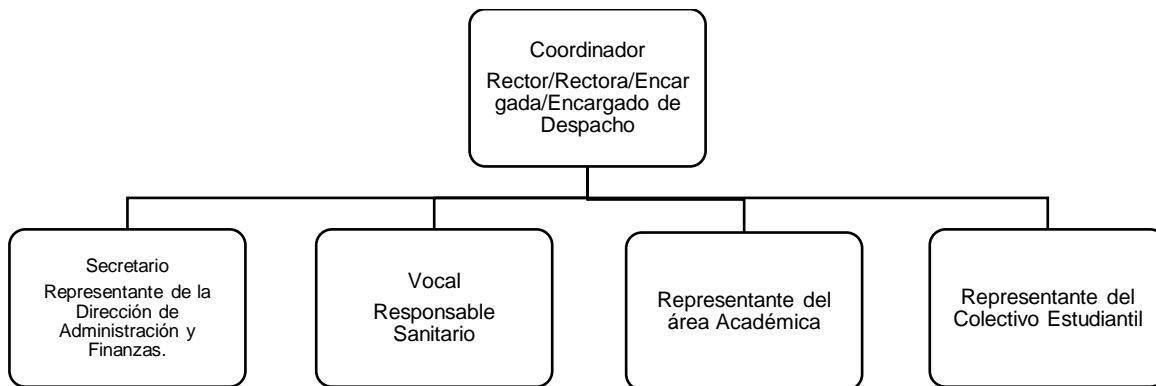 Coordinador
Rector/Rectora/Encar
gada/Encargado de
Despacho
Secretario
Representante de la
Dirección de
Administración y
Finanzas.
Vocal
Responsable
Sanitario
Representante del
área Académica
Representante del
Colectivo Estudiantil